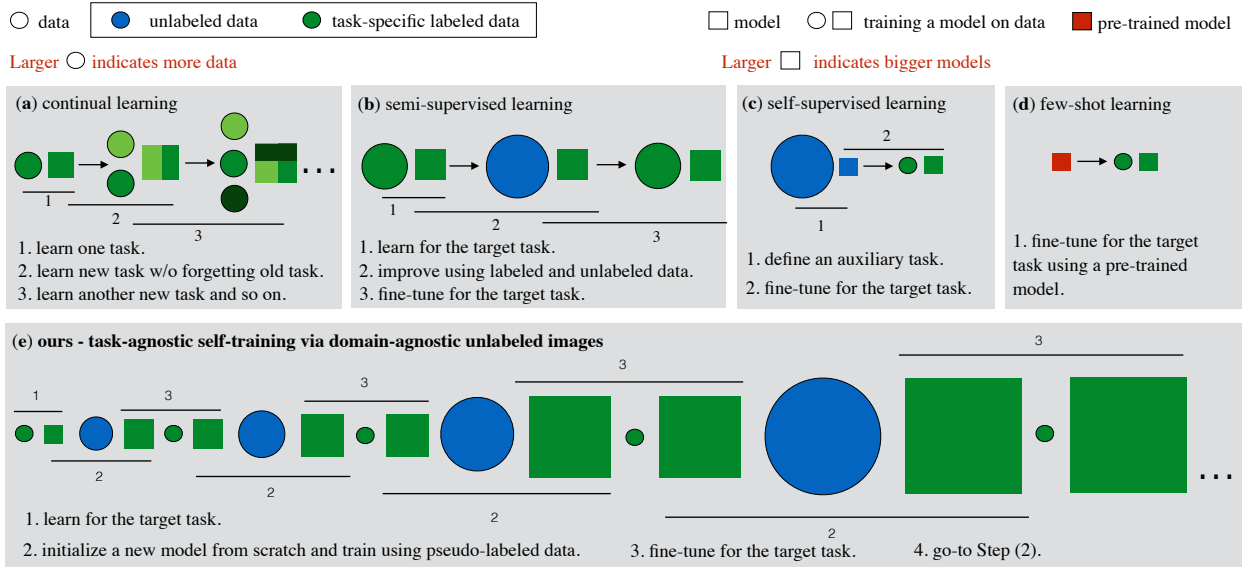 data
unlabeled data
task-specific labeled data
model
training a model on data
pre-trained model
Larger
indicates more data
Larger
indicates bigger models
(a) continual learning
1
2
3
...
1. learn one task.
2. learn new task w/o forgetting old task.
3. learn another new task and so on.
(b) semi-supervised learning
1
2
3
1. learn for the target task.
2. improve using labeled and unlabeled data.
3. fine-tune for the target task.
(c) self-supervised learning
2
1
1. define an auxiliary task.
2. fine-tune for the target task.
(d) few-shot learning
1. fine-tune for the target
task using a pre-trained
model.
(e) ours - task-agnostic self-training via domain-agnostic unlabeled images
1
3
3
3
3
2
2
2
2
...
1. learn for the target task.
2. initialize a new model from scratch and train using pseudo-labeled data.
3. fine-tune for the target task.
4. go-to Step (2).